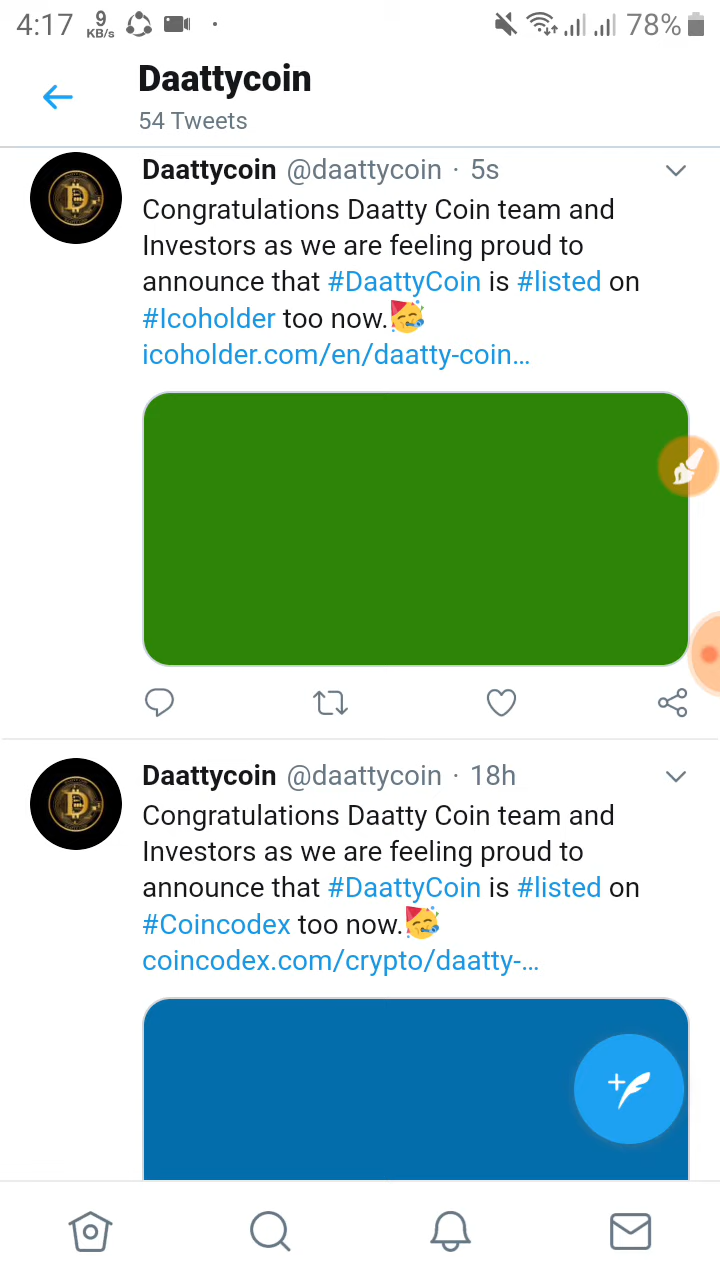 4:17 9 KB/s 78%
Daattycoin
54 Tweets
Daattycoin @daattycoin · 5s
Congratulations Daatty Coin team and
Investors as we are feeling proud to
announce that #DaattyCoin is #listed on
#Icoholder too now.🥳
icoholder.com/en/daatty-coin…
Daattycoin @daattycoin · 18h
Congratulations Daatty Coin team and
Investors as we are feeling proud to
announce that #DaattyCoin is #listed on
#Coincodex too now.🥳
coincodex.com/crypto/daatty-…